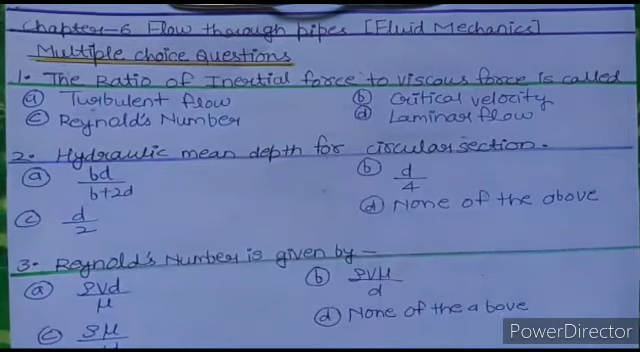 Chapter-6 Flow thorough pipes [Fluid Mechanics]
Multiple choice Questions
1. The Ratio of Inertial force to viscous force is called
(a) Turbulent flow (b) Critical velocity
(c) Reynold's Number (d) Laminar flow
2. Hydraulic mean depth for circular section.
(a) bd/b+2d (b) d/4
(c) d/2 (d) None of the above
3. Reynold's Number is given by -
(a) ρvd/μ (b) ρvμ/d
(c) ρμ (d) None of the above
PowerDirector